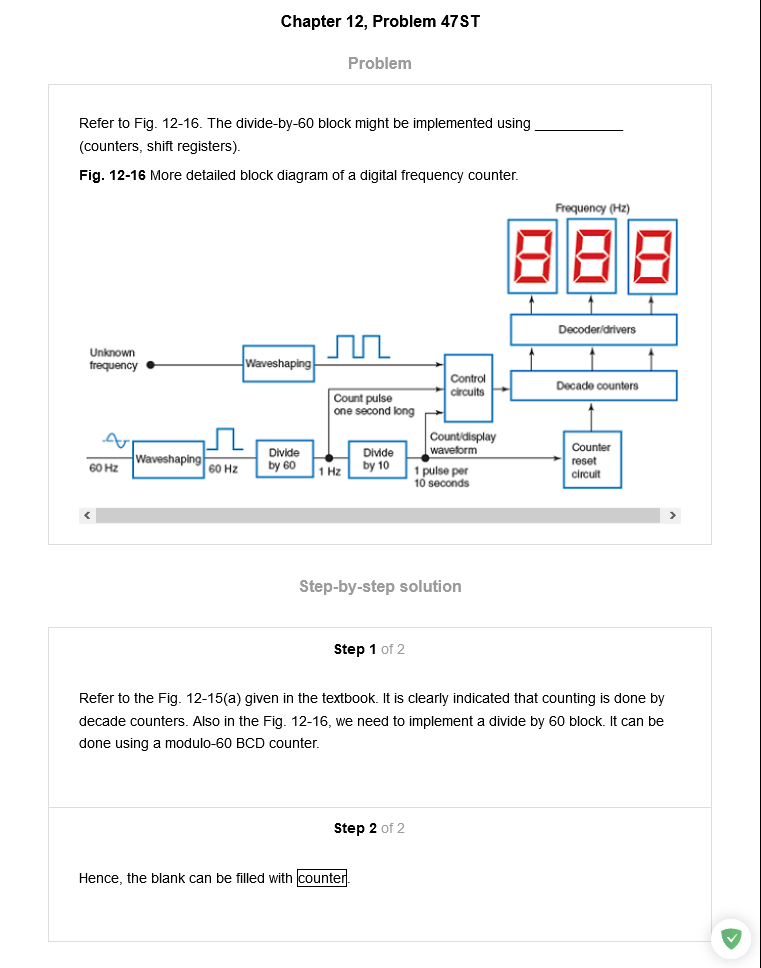 Chapter 12, Problem 47ST
Problem
Refer to Fig. 12-16. The divide-by-60 block might be implemented using ____________
(counters, shift registers).
Fig. 12-16 More detailed block diagram of a digital frequency counter.
Frequency (Hz)
Decoder/drivers
Unknown
frequency
Waveshaping
Control
circuits
Decade counters
Count pulse
one second long
Count/display
waveform
60 Hz
Waveshaping
60 Hz
Divide
by 60
1 Hz
Divide
by 10
1 pulse per
10 seconds
Counter
reset
circuit
Step-by-step solution
Step 1 of 2
Refer to the Fig. 12-15(a) given in the textbook. It is clearly indicated that counting is done by
decade counters. Also in the Fig. 12-16, we need to implement a divide by 60 block. It can be
done using a modulo-60 BCD counter.
Step 2 of 2
Hence, the blank can be filled with counter.